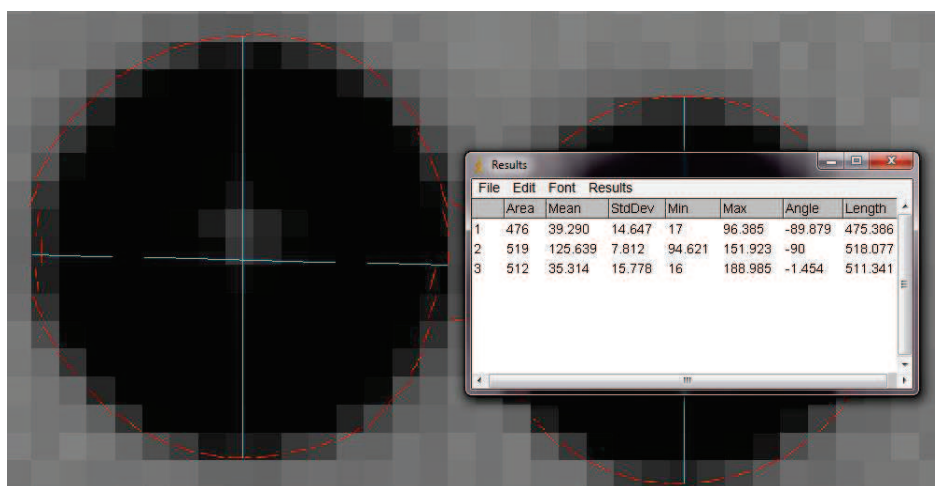 Results
File Edit Font Results
Area Mean StdDev Min Max Angle Length
1 476 39.290 14.647 17 96.385 -89.879 475.386
2 519 125.639 7.812 94.621 151.923 -90 518.077
3 512 35.314 15.778 16 188.985 -1.454 511.341